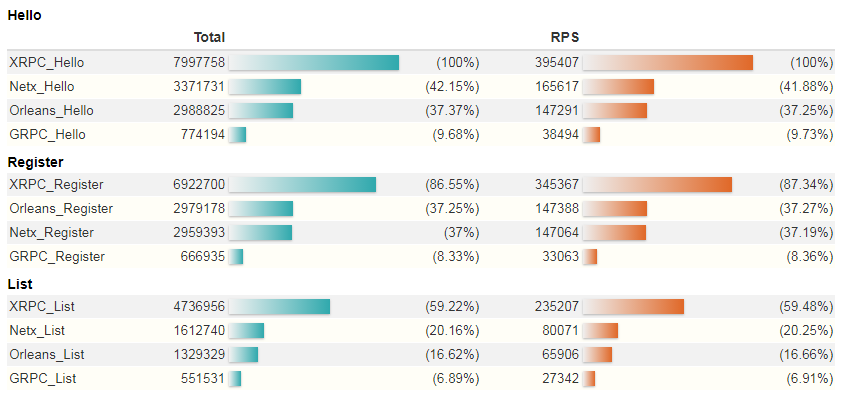 Hello
Total RPS
XRPC_Hello 7997758 (100%) 395407 (100%)
Netx_Hello 3371731 (42.15%) 165617 (41.88%)
Orleans_Hello 2988825 (37.37%) 147291 (37.25%)
GRPC_Hello 774194 (9.68%) 38494 (9.73%)
Register
XRPC_Register 6922700 (86.55%) 345367 (87.34%)
Orleans_Register 2979178 (37.25%) 147388 (37.27%)
Netx_Register 2959393 (37%) 147064 (37.19%)
GRPC_Register 666935 (8.33%) 33063 (8.36%)
List
XRPC_List 4736956 (59.22%) 235207 (59.48%)
Netx_List 1612740 (20.16%) 80071 (20.25%)
Orleans_List 1329329 (16.62%) 65906 (16.66%)
GRPC_List 551531 (6.89%) 27342 (6.91%)